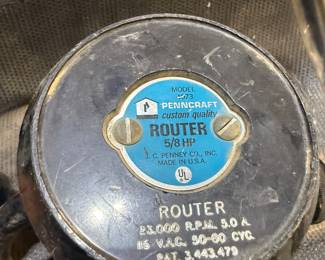 MODEL
PENNCRAFT
custom quality
ROUTER
5/8 HP
J. C. PENNEY CO., INC.
MADE IN U.S.A.
UL
ROUTER
23,000 R.P.M. 5.0 A.
115 V.A.C. 50-60 CYC.
PAT. 3,443,479